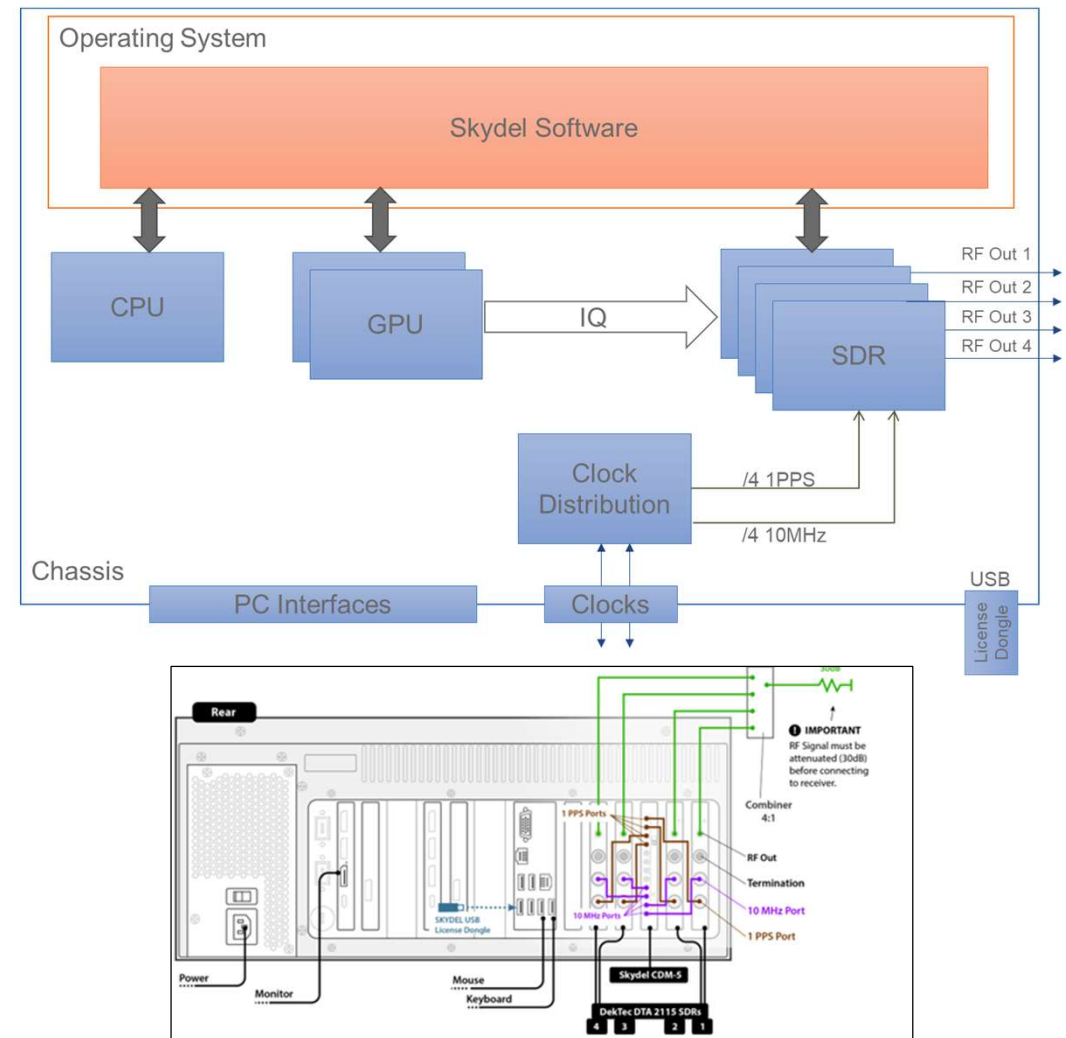 Operating System
Skydel Software
CPU
GPU
IQ
SDR
RF Out 1
RF Out 2
RF Out 3
RF Out 4
Clock
Distribution
/4 1PPS
/4 10MHz
Chassis
PC Interfaces
Clocks
USB
License
Dongle
30dB
Rear
IMPORTANT
RF Signal must be
attenuated (30dB)
before connecting
to receiver.
Combiner
4:1
1 PPS Ports
RF Out
Termination
10 MHz Port
1 PPS Port
10 MHz Ports
SKYDEL USB
License Dongle
Power
Monitor
Mouse
Keyboard
Skydel CDM-5
DekTec DTA 2115 SDRs
4 3 2 1